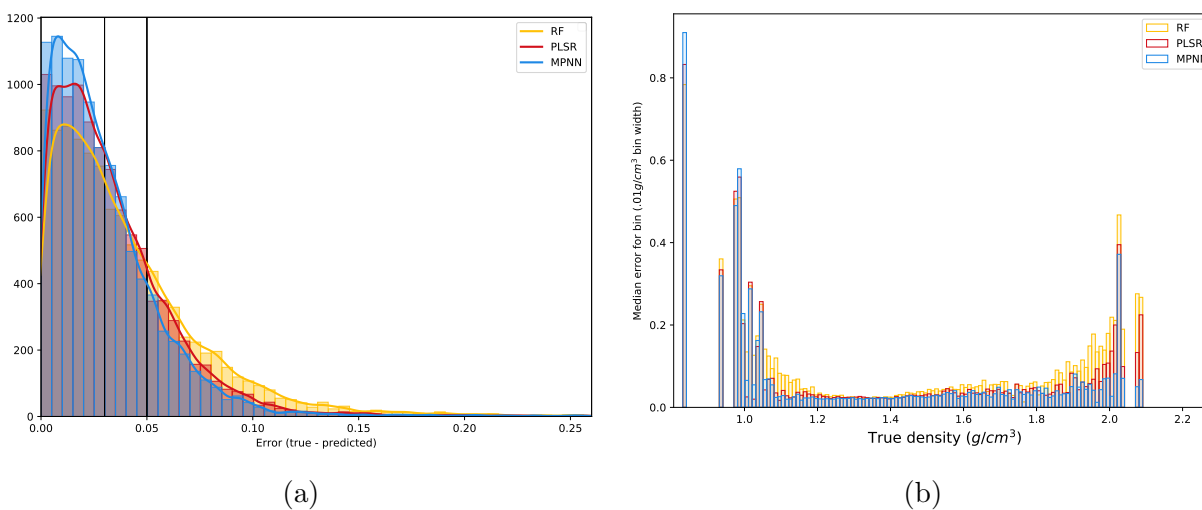 1200
1000
800
600
400
200
0
0.00
0.05
0.10
0.15
0.20
0.25
Error (true - predicted)
RF
PLSR
MPNN
(a)
Median error for bin (.01g/cm³ bin width)
0.8
0.6
0.4
0.2
0.0
1.0
1.2
1.4
1.6
1.8
2.0
2.2
True density (g/cm³)
RF
PLSR
MPNN
(b)